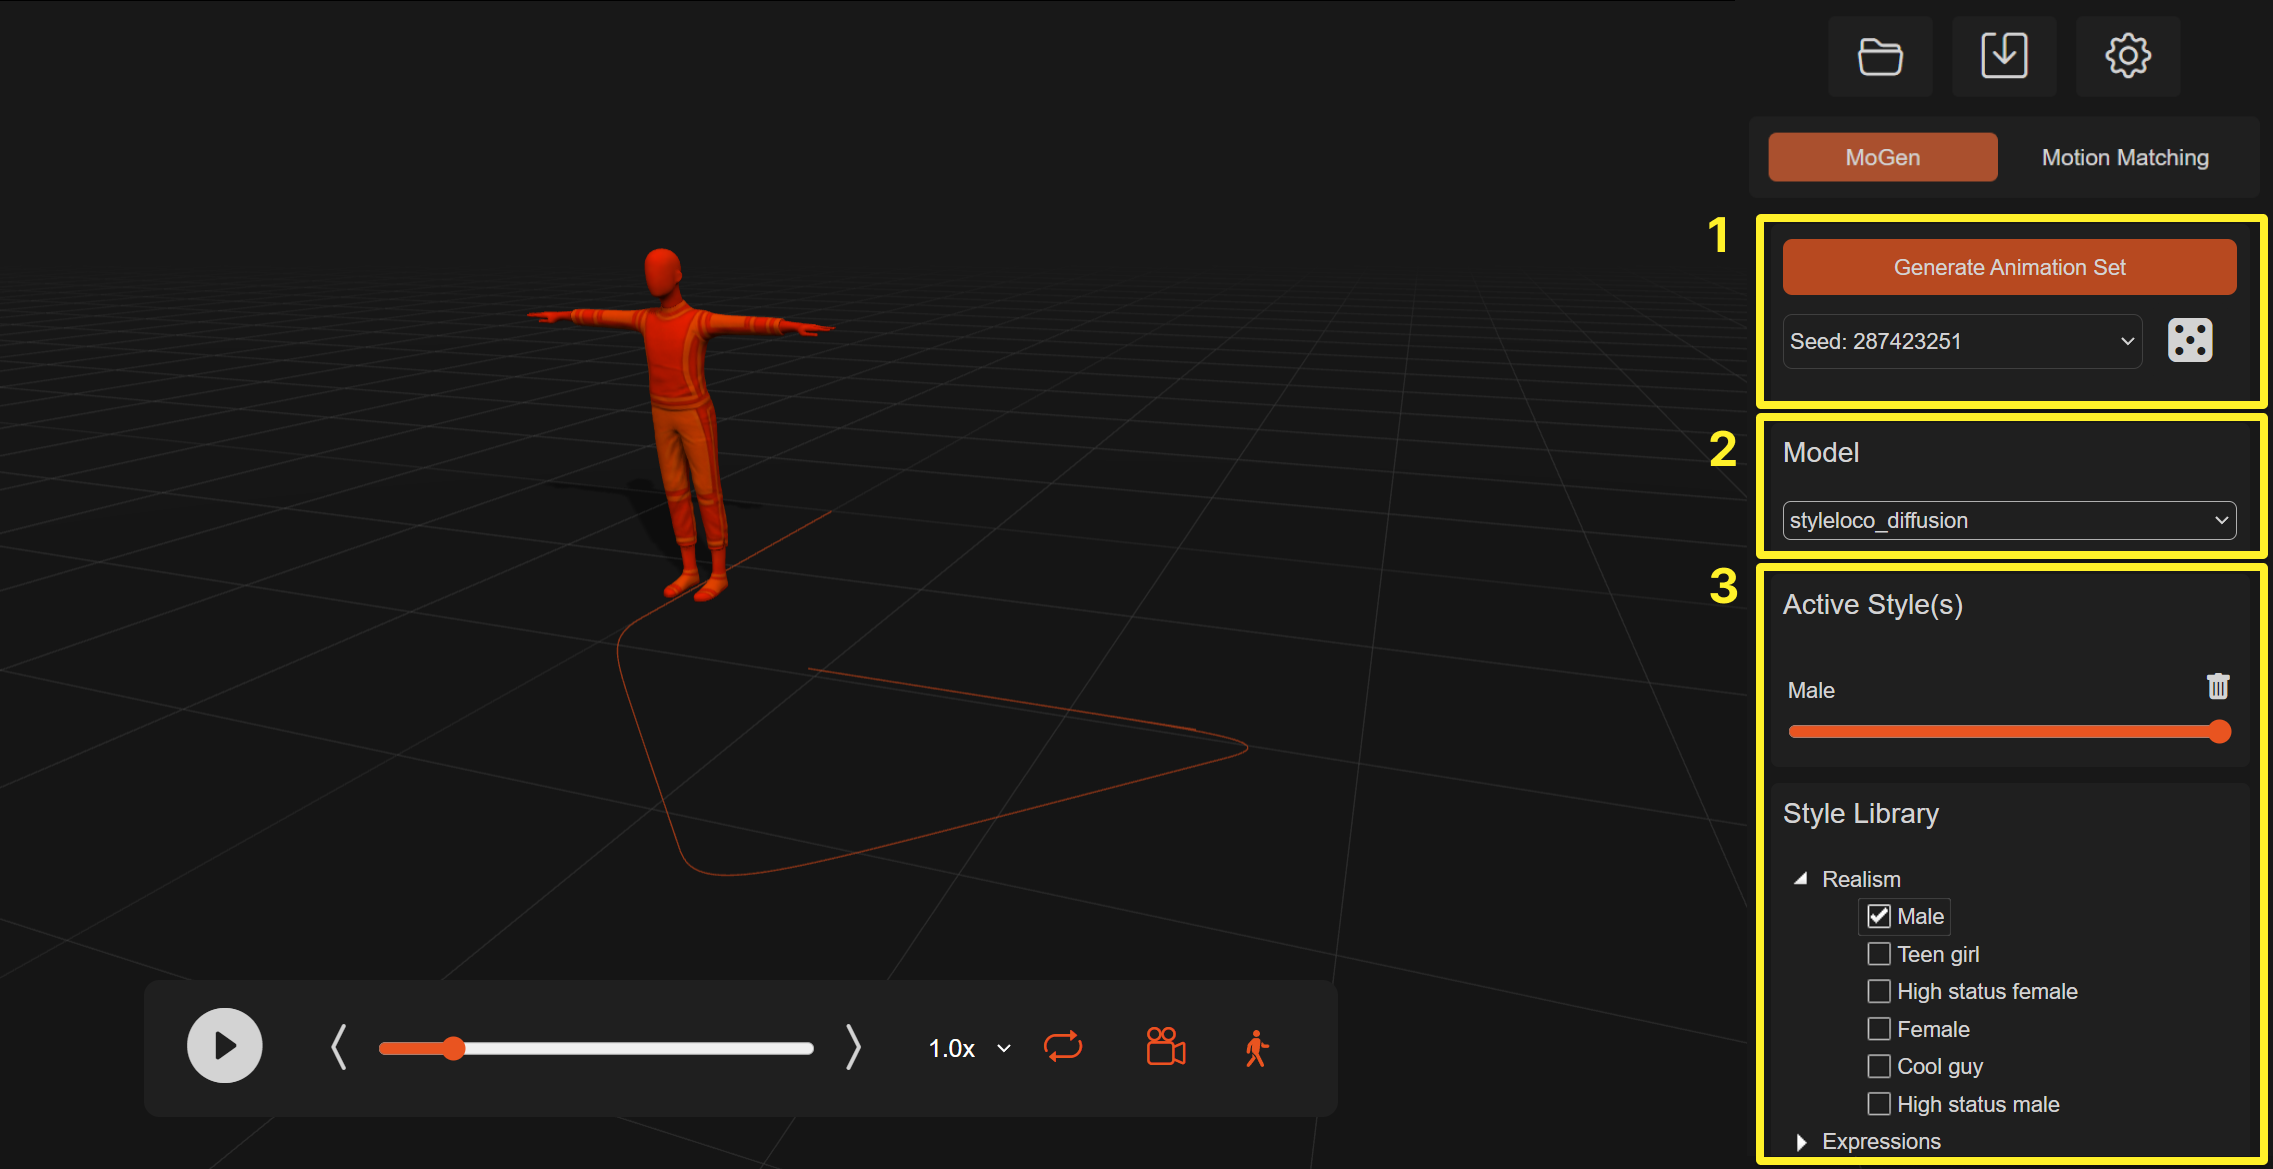 MoGen
Motion Matching
1
Generate Animation Set
Seed: 287423251
2
Model
styleloco_diffusion
3
Active Style(s)
Male
Style Library
Realism
Male
Teen girl
High status female
Female
Cool guy
High status male
Expressions
1.0x